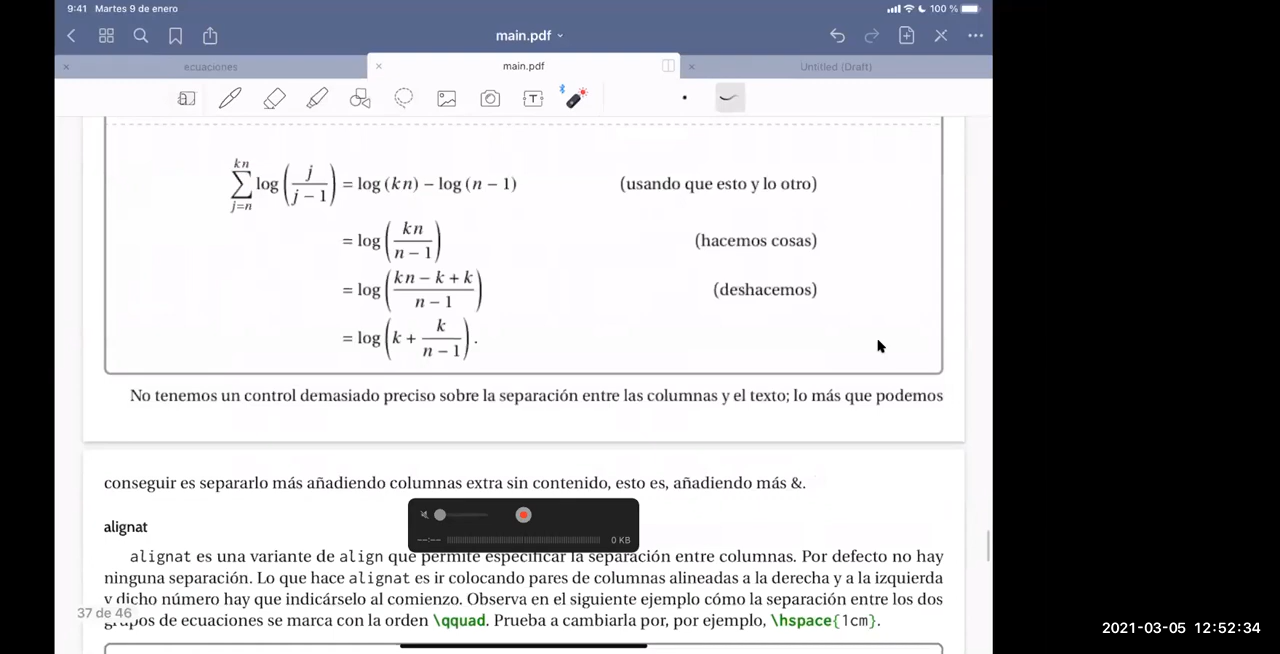 9:41 Martes 9 de enero 100 %
main.pdf
ecuaciones main.pdf Untitled (Draft)
\sum_{j=n}^{kn} log ( j / j − 1 ) = log (kn) − log (n − 1) (usando que esto y lo otro)
= log ( kn / n − 1 ) (hacemos cosas)
= log ( kn − k + k / n − 1 ) (deshacemos)
= log ( k + k / n − 1 ) .
No tenemos un control demasiado preciso sobre la separación entre las columnas y el texto; lo más que podemos
conseguir es separarlo más añadiendo columnas extra sin contenido, esto es, añadiendo más &.
--:-- 0 KB
alignat
alignat es una variante de align que permite especificar la separación entre columnas. Por defecto no hay
ninguna separación. Lo que hace alignat es ir colocando pares de columnas alineadas a la derecha y a la izquierda
y dicho número hay que indicárselo al comienzo. Observa en el siguiente ejemplo cómo la separación entre los dos
37 de 46
grupos de ecuaciones se marca con la orden \qquad. Prueba a cambiarla por, por ejemplo, \hspace{1cm}.
2021-03-05 12:52:34